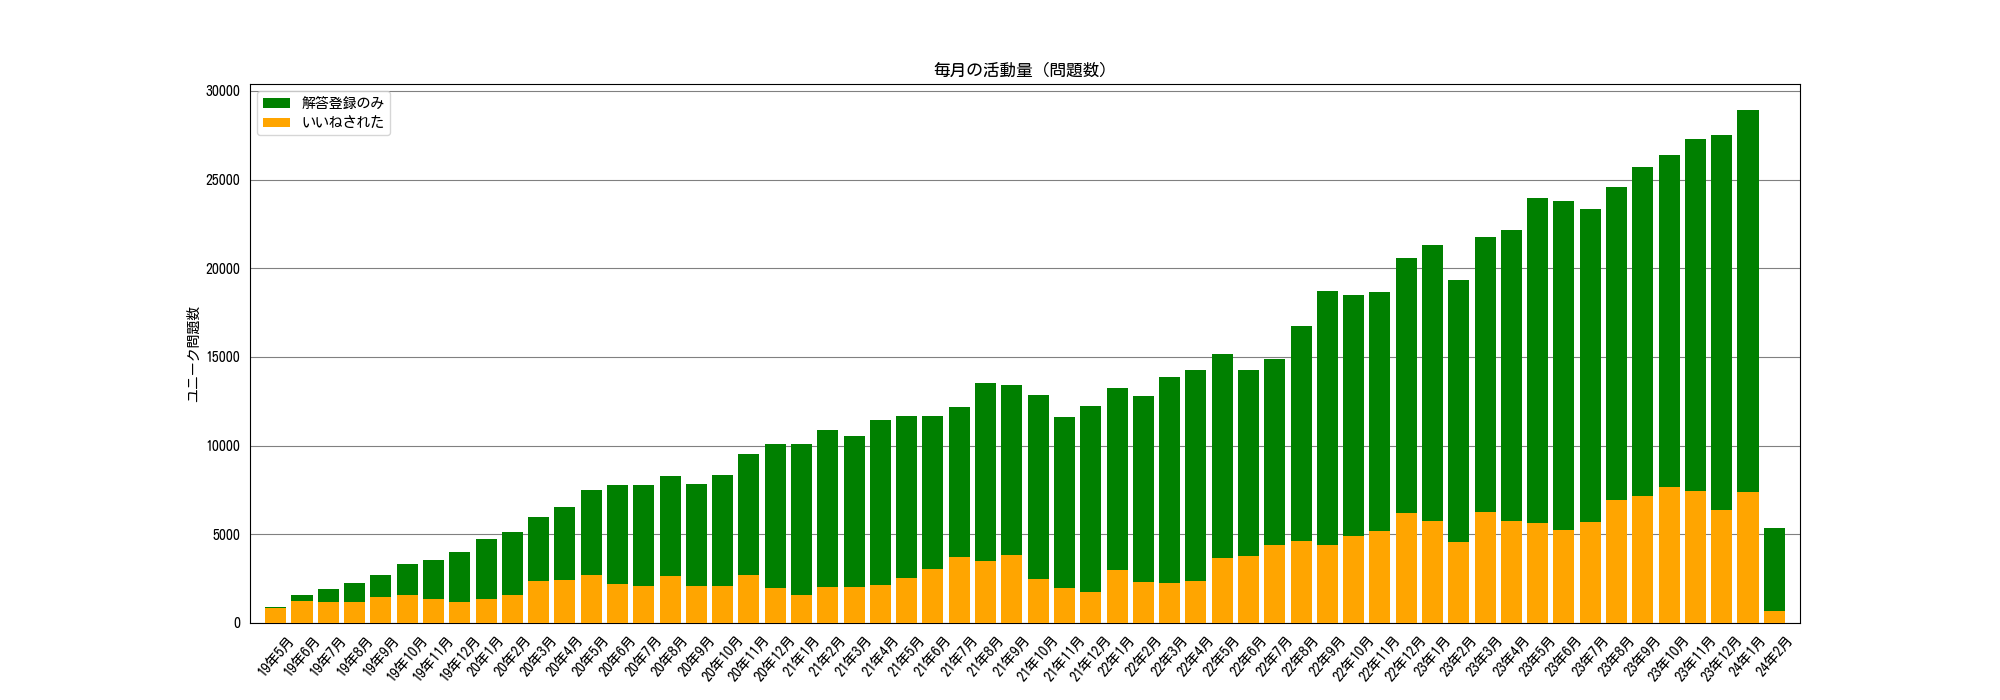 毎月の活動量（問題数）
解答登録のみ
いいねされた
ユニーク問題数
30000
25000
20000
15000
10000
5000
0
19年5月
19年6月
19年7月
19年8月
19年9月
19年10月
19年11月
19年12月
20年1月
20年2月
20年3月
20年4月
20年5月
20年6月
20年7月
20年8月
20年9月
20年10月
20年11月
20年12月
21年1月
21年2月
21年3月
21年4月
21年5月
21年6月
21年7月
21年8月
21年9月
21年10月
21年11月
21年12月
22年1月
22年2月
22年3月
22年4月
22年5月
22年6月
22年7月
22年8月
22年9月
22年10月
22年11月
22年12月
23年1月
23年2月
23年3月
23年4月
23年5月
23年6月
23年7月
23年8月
23年9月
23年10月
23年11月
23年12月
24年1月
24年2月